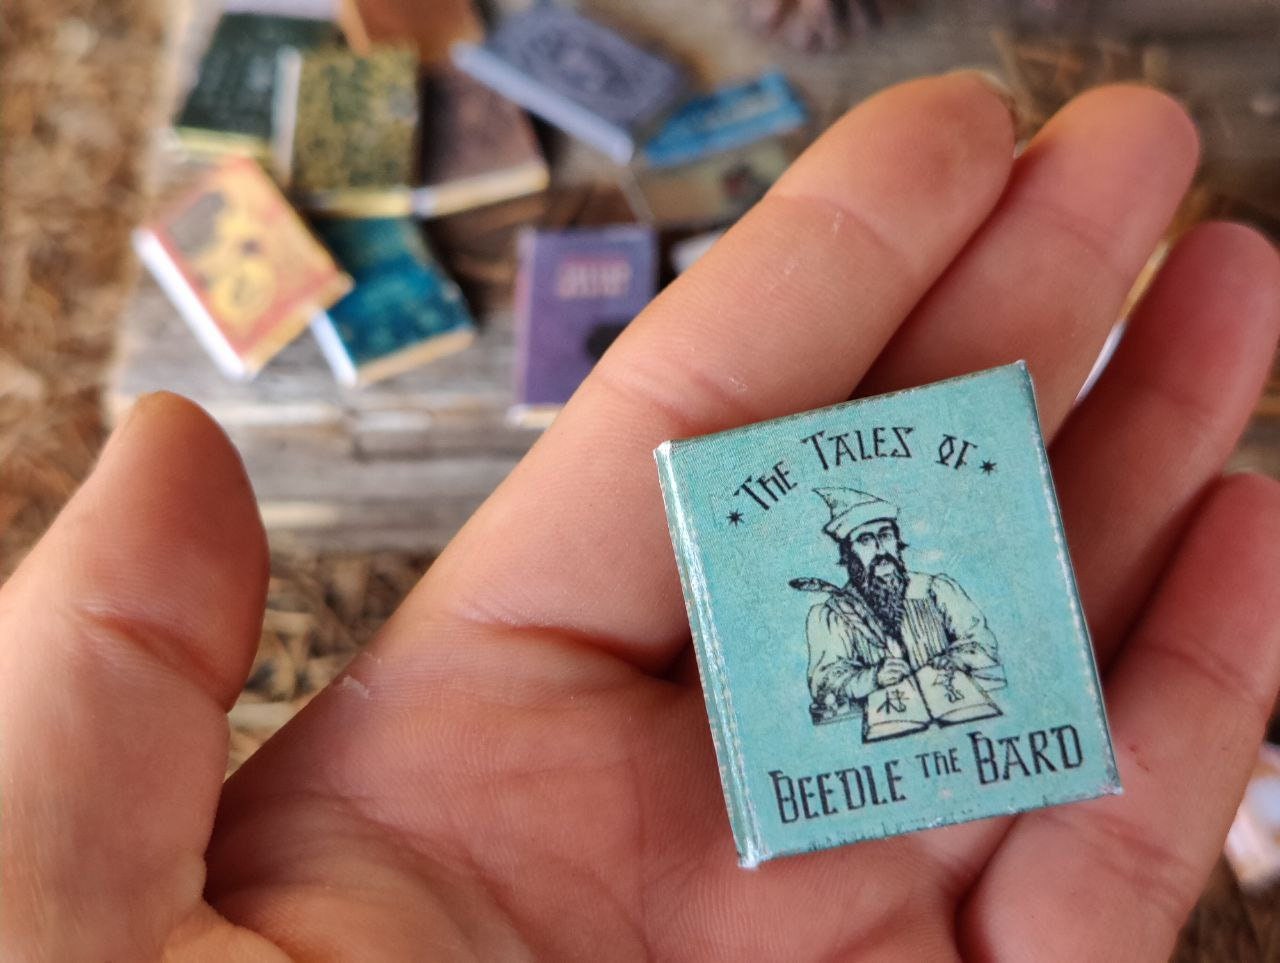 THE TALES OF
BEEDLE THE BARD